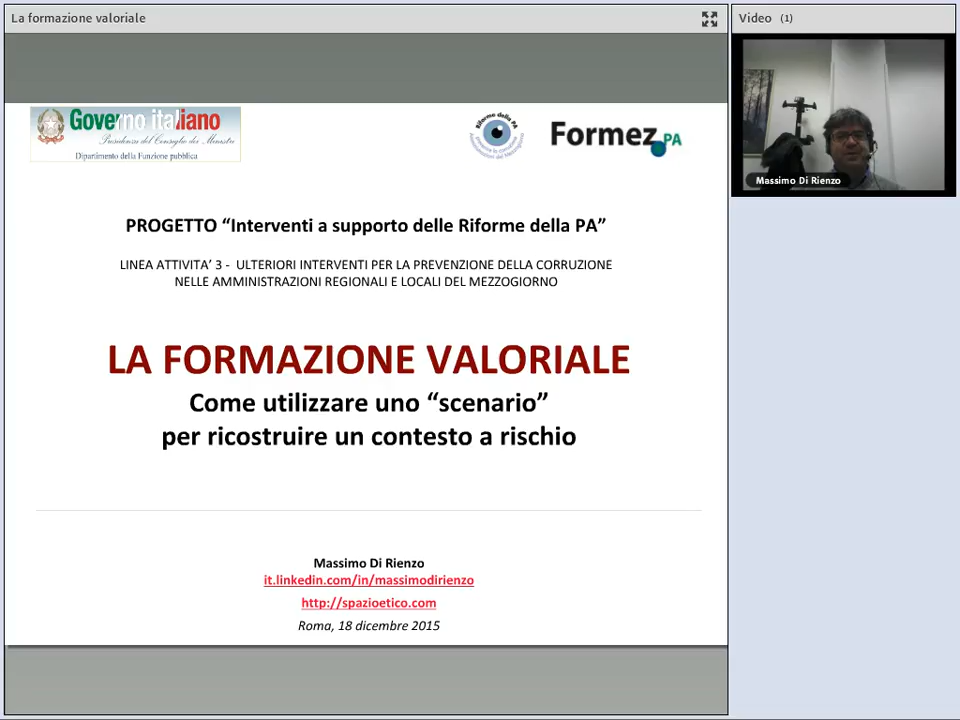 La formazione valoriale
Video (1)
Governo italiano
Presidenza del Consiglio dei Ministri
Dipartimento della Funzione pubblica
Riforme della PA
Formez PA
Massimo Di Rienzo
PROGETTO “Interventi a supporto delle Riforme della PA”
LINEA ATTIVITA’ 3 - ULTERIORI INTERVENTI PER LA PREVENZIONE DELLA CORRUZIONE
NELLE AMMINISTRAZIONI REGIONALI E LOCALI DEL MEZZOGIORNO
LA FORMAZIONE VALORIALE
Come utilizzare uno “scenario”
per ricostruire un contesto a rischio
Massimo Di Rienzo
it.linkedin.com/in/massimodirienzo
http://spazioetico.com
Roma, 18 dicembre 2015